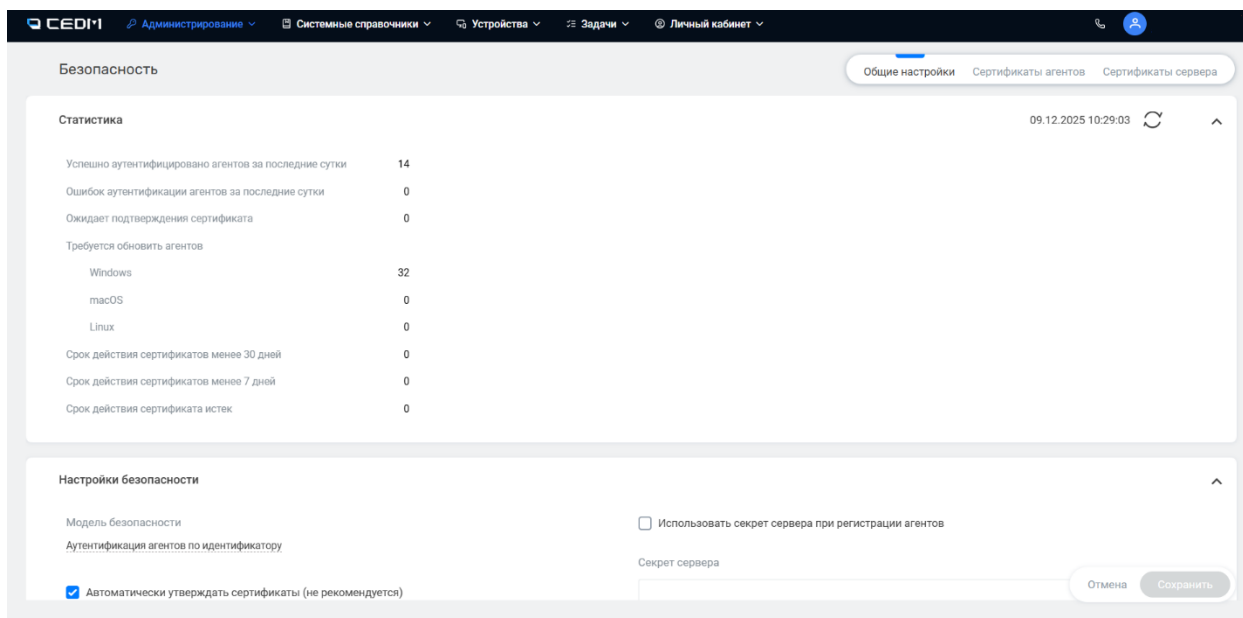 CEDM Администрирование Системные справочники Устройства Задачи Личный кабинет
Безопасность Общие настройки Сертификаты агентов Сертификаты сервера
Статистика 09.12.2025 10:29:03
Успешно аутентифицировано агентов за последние сутки 14
Ошибок аутентификации агентов за последние сутки 0
Ожидает подтверждения сертификата 0
Требуется обновить агентов
Windows 32
macOS 0
Linux 0
Срок действия сертификатов менее 30 дней 0
Срок действия сертификатов менее 7 дней 0
Срок действия сертификата истек 0
Настройки безопасности
Модель безопасности Использовать секрет сервера при регистрации агентов
Аутентификация агентов по идентификатору
Секрет сервера
Автоматически утверждать сертификаты (не рекомендуется) Отмена Сохранить